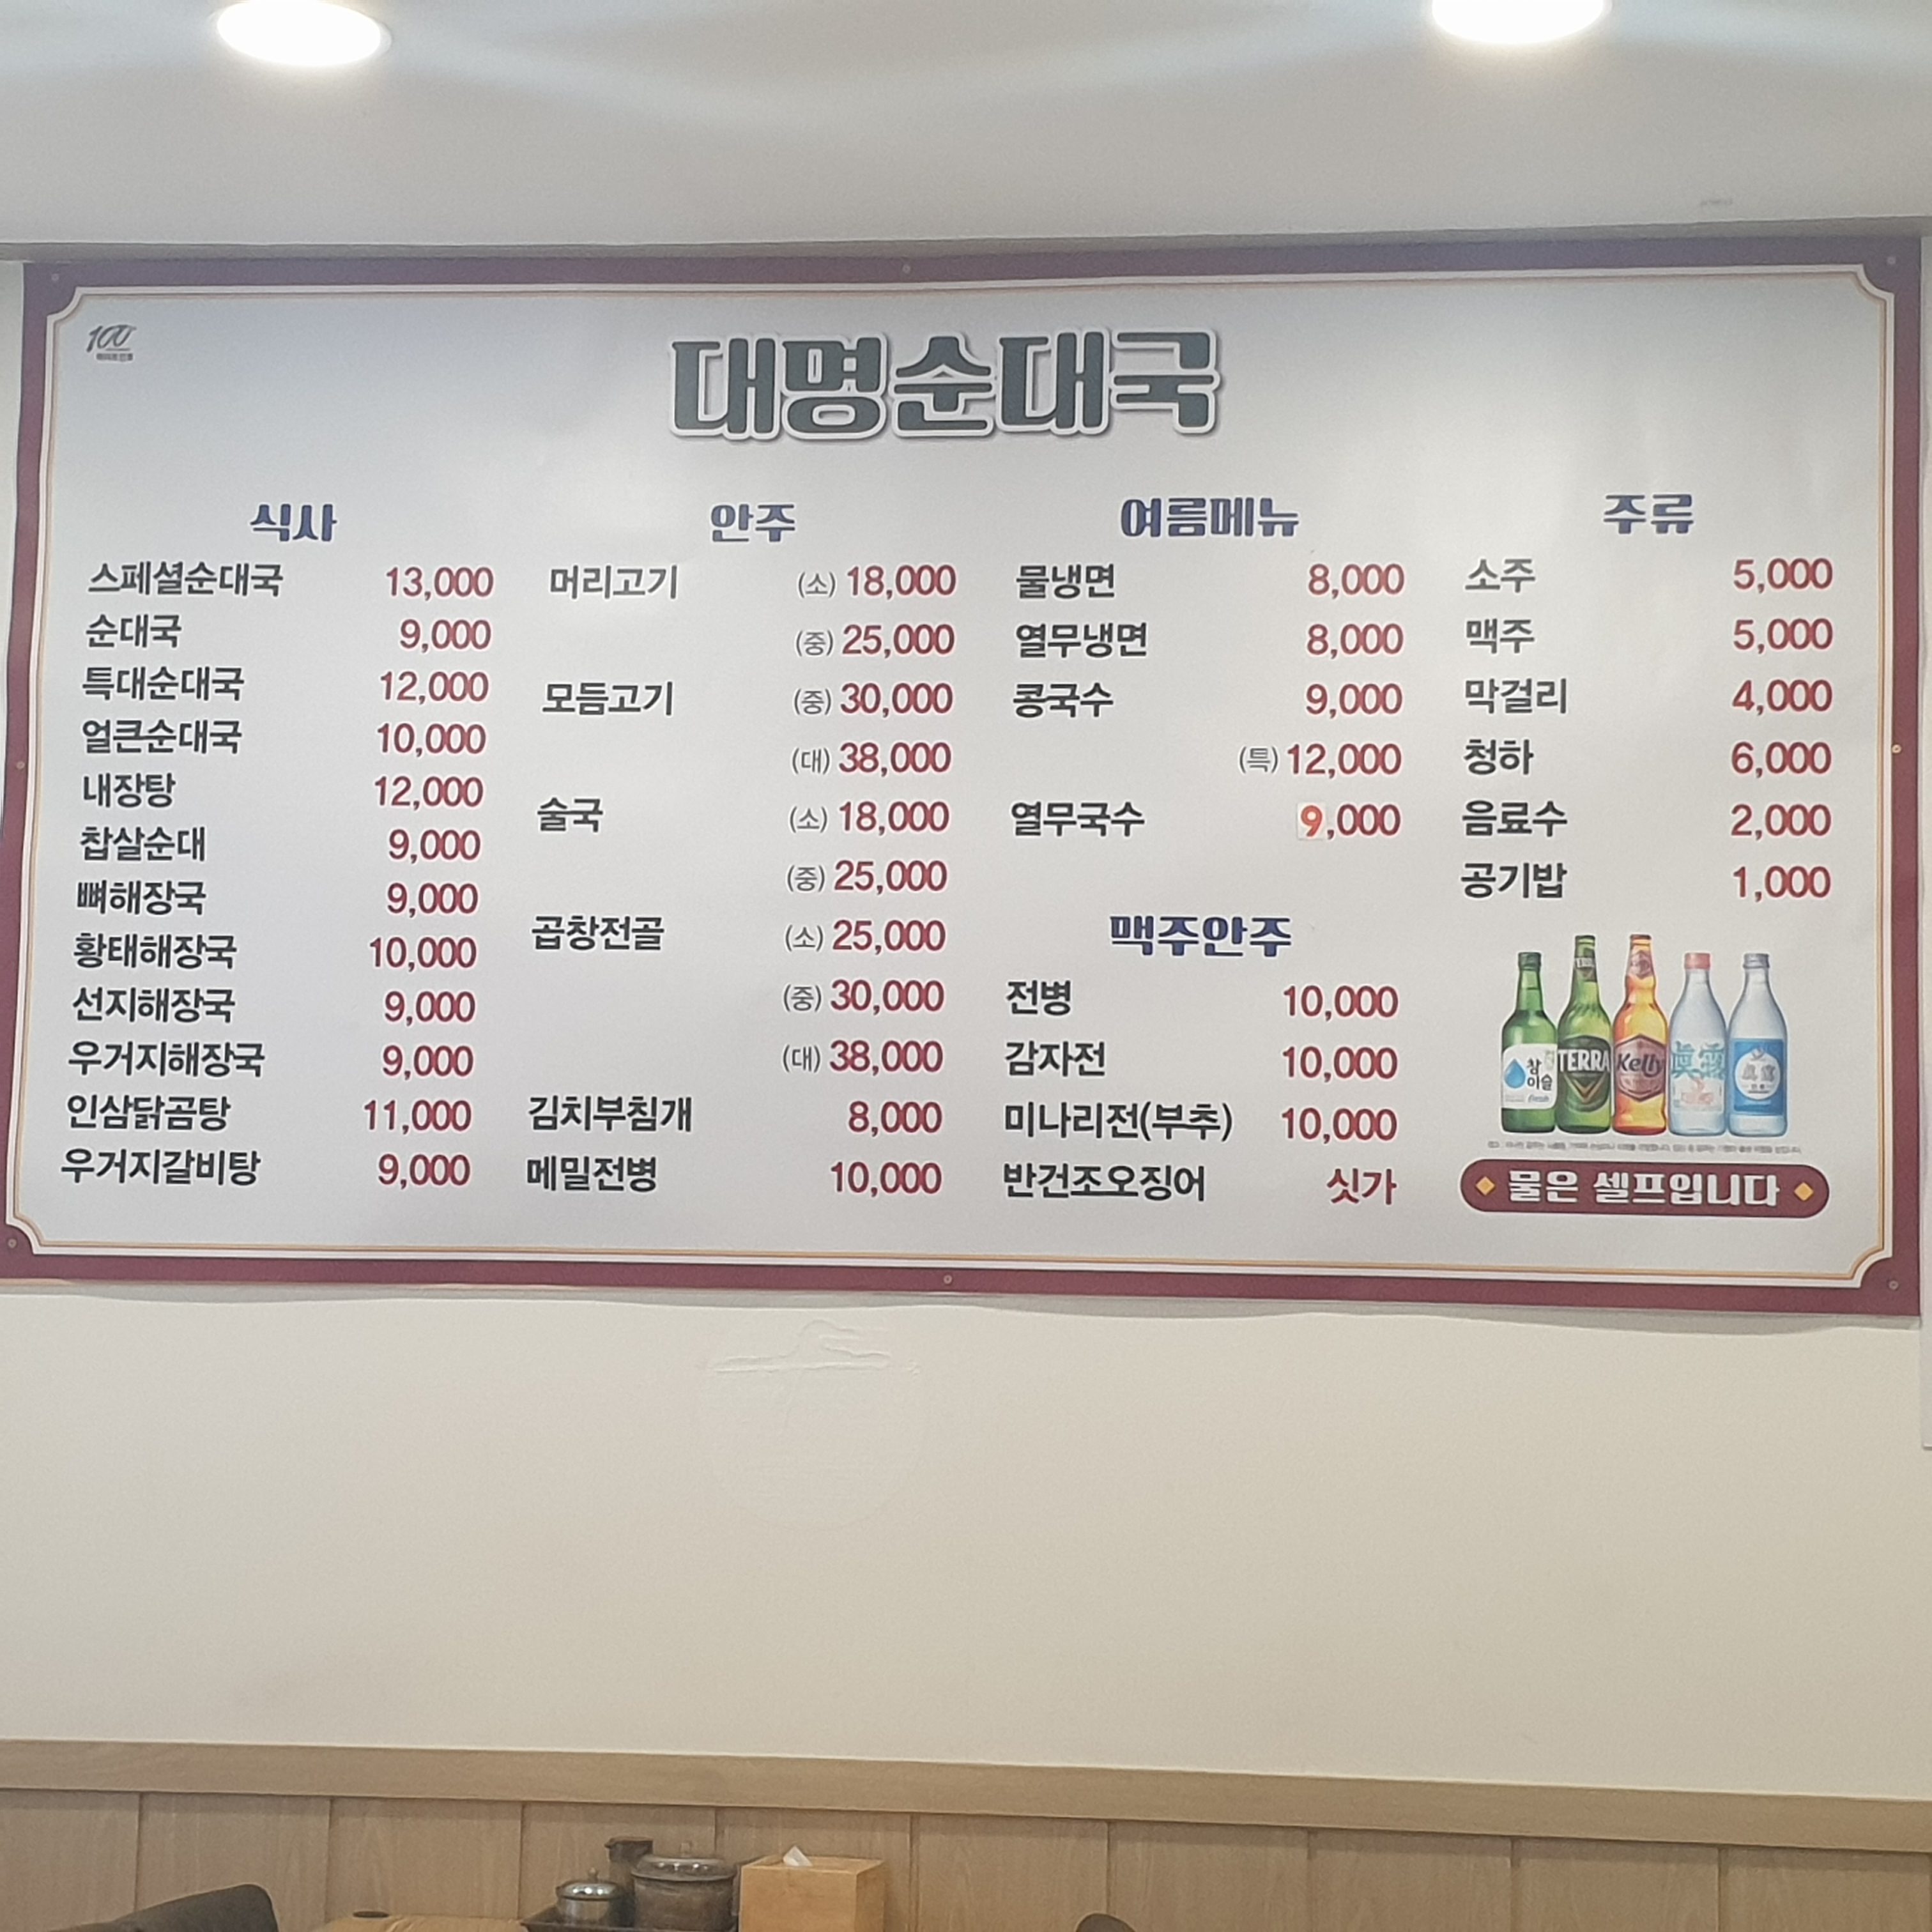 100
대명순대국
식사
스페셜순대국 13,000
순대국 9,000
특대순대국 12,000
얼큰순대국 10,000
내장탕 12,000
찹살순대 9,000
뼈해장국 9,000
황태해장국 10,000
선지해장국 9,000
우거지해장국 9,000
인삼닭곰탕 11,000
우거지갈비탕 9,000
안주
머리고기 (소) 18,000
(중) 25,000
모듬고기 (중) 30,000
(대) 38,000
술국 (소) 18,000
(중) 25,000
곱창전골 (소) 25,000
(중) 30,000
(대) 38,000
김치부침개 8,000
메밀전병 10,000
여름메뉴
물냉면 8,000
열무냉면 8,000
콩국수 9,000
(특) 12,000
열무국수 9,000
맥주안주
전병 10,000
감자전 10,000
미나리전(부추) 10,000
반건조오징어 싯가
주류
소주 5,000
맥주 5,000
막걸리 4,000
청하 6,000
음료수 2,000
공기밥 1,000
참이슬
fresh
TERRA
Kelly
眞露
물은 셀프입니다